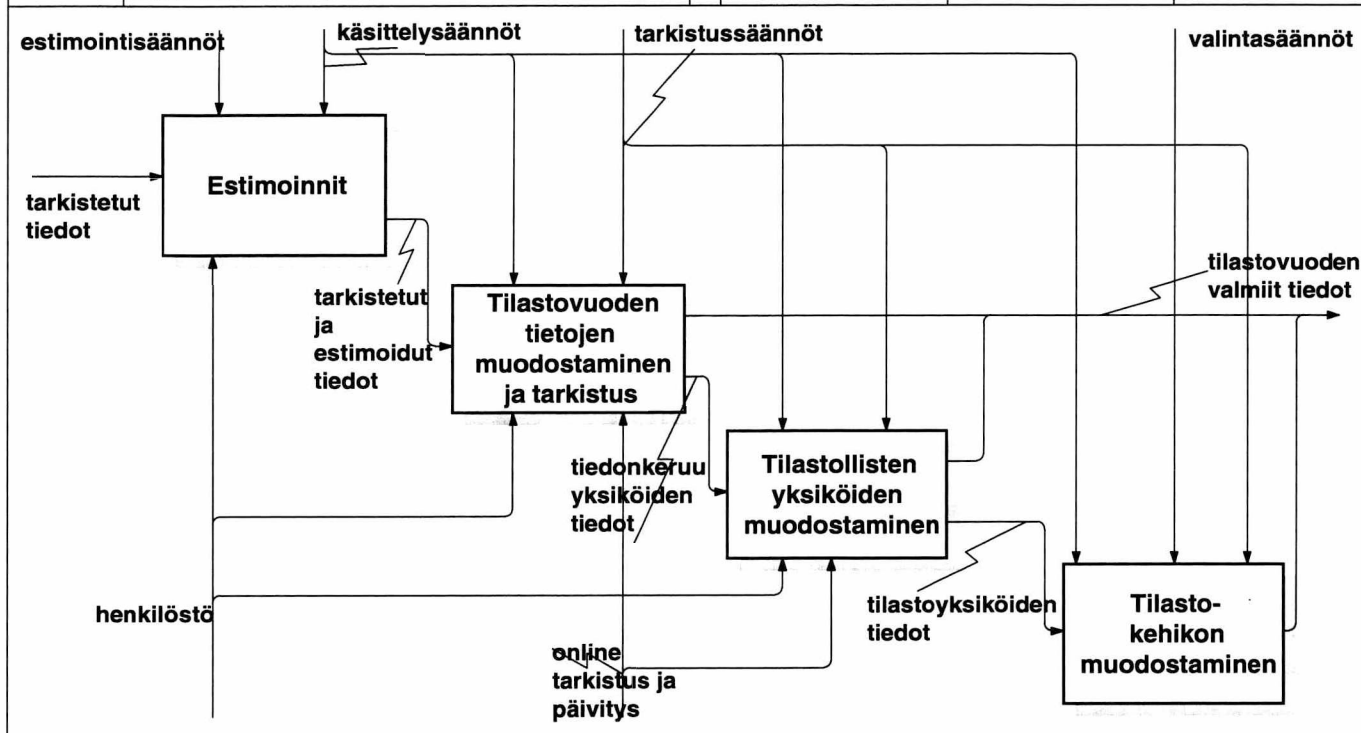 estimointisäännöt
käsittelysäännöt
tarkistussäännöt
valintasäännöt
Estimoinnit
tarkistetut
tiedot
tarkistetut
ja
estimoidut
tiedot
Tilastovuoden
tietojen
muodostaminen
ja tarkistus
tilastovuoden
valmiit tiedot
tiedonkeruu
yksiköiden
tiedot
Tilastollisten
yksiköiden
muodostaminen
henkilöstö
online
tarkistus ja
päivitys
tilastoyksiköiden
tiedot
Tilasto-
kehikon
muodostaminen